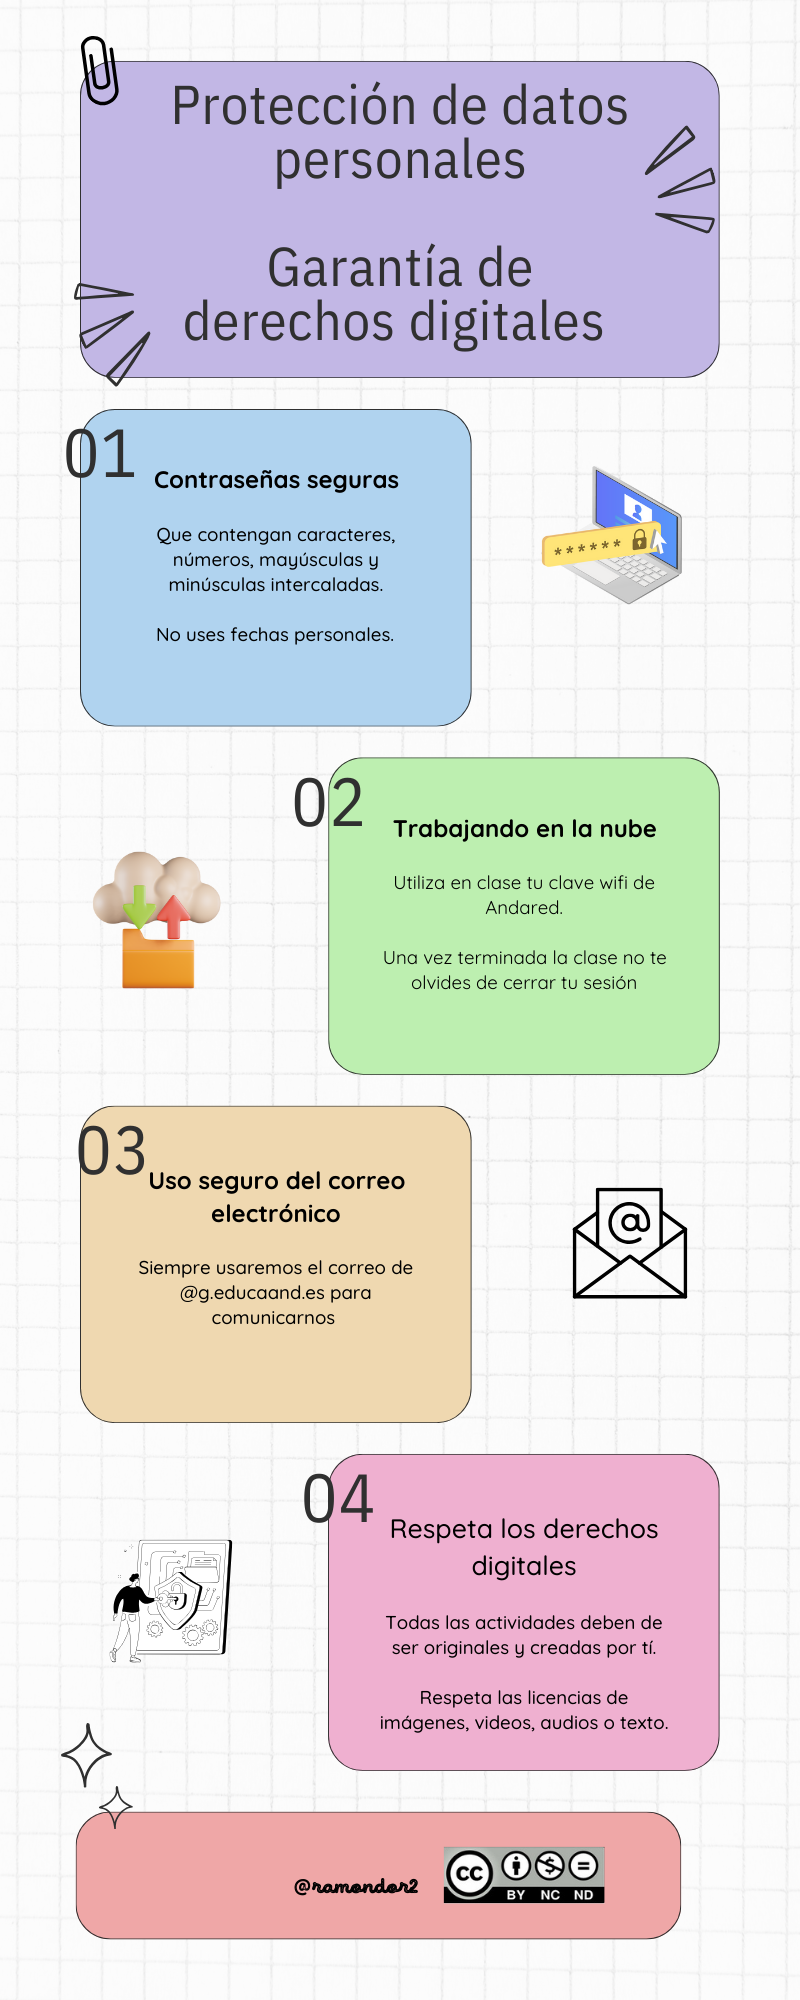 Protección de datos
personales
Garantía de
derechos digitales
01
Contraseñas seguras
Que contengan caracteres,
números, mayúsculas y
minúsculas intercaladas.
No uses fechas personales.
******
02
Trabajando en la nube
Utiliza en clase tu clave wifi de
Andared.
Una vez terminada la clase no te
olvides de cerrar tu sesión
03
Uso seguro del correo
electrónico
Siempre usaremos el correo de
@g.educaand.es para
comunicarnos
@
04
Respeta los derechos
digitales
Todas las actividades deben de
ser originales y creadas por tí.
Respeta las licencias de
imágenes, videos, audios o texto.
@ramondor2
cc
BY NC ND